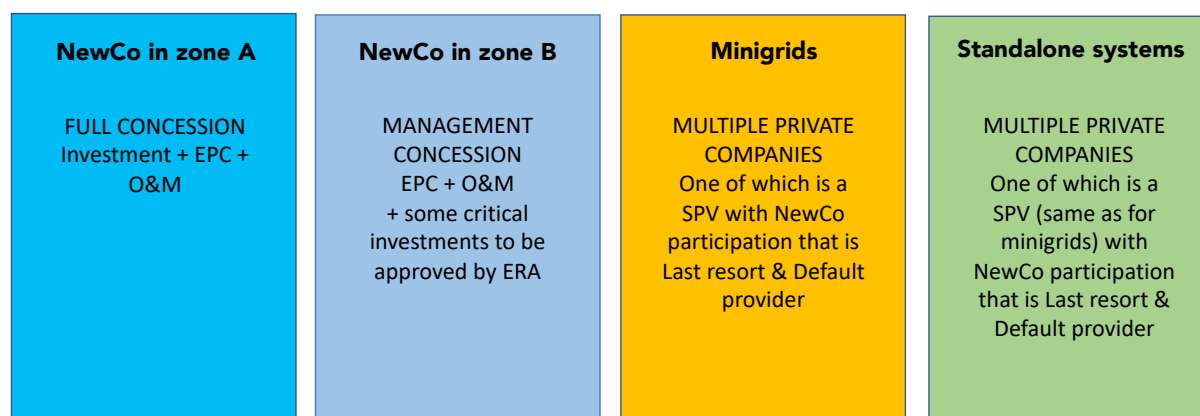 NewCo in zone A
FULL CONCESSION
Investment + EPC +
O&M
NewCo in zone B
MANAGEMENT
CONCESSION
EPC + O&M
+ some critical
investments to be
approved by ERA
Minigrids
MULTIPLE PRIVATE
COMPANIES
One of which is a
SPV with NewCo
participation that is
Last resort & Default
provider
Standalone systems
MULTIPLE PRIVATE
COMPANIES
One of which is a
SPV (same as for
minigrids) with
NewCo participation
that is Last resort &
Default provider